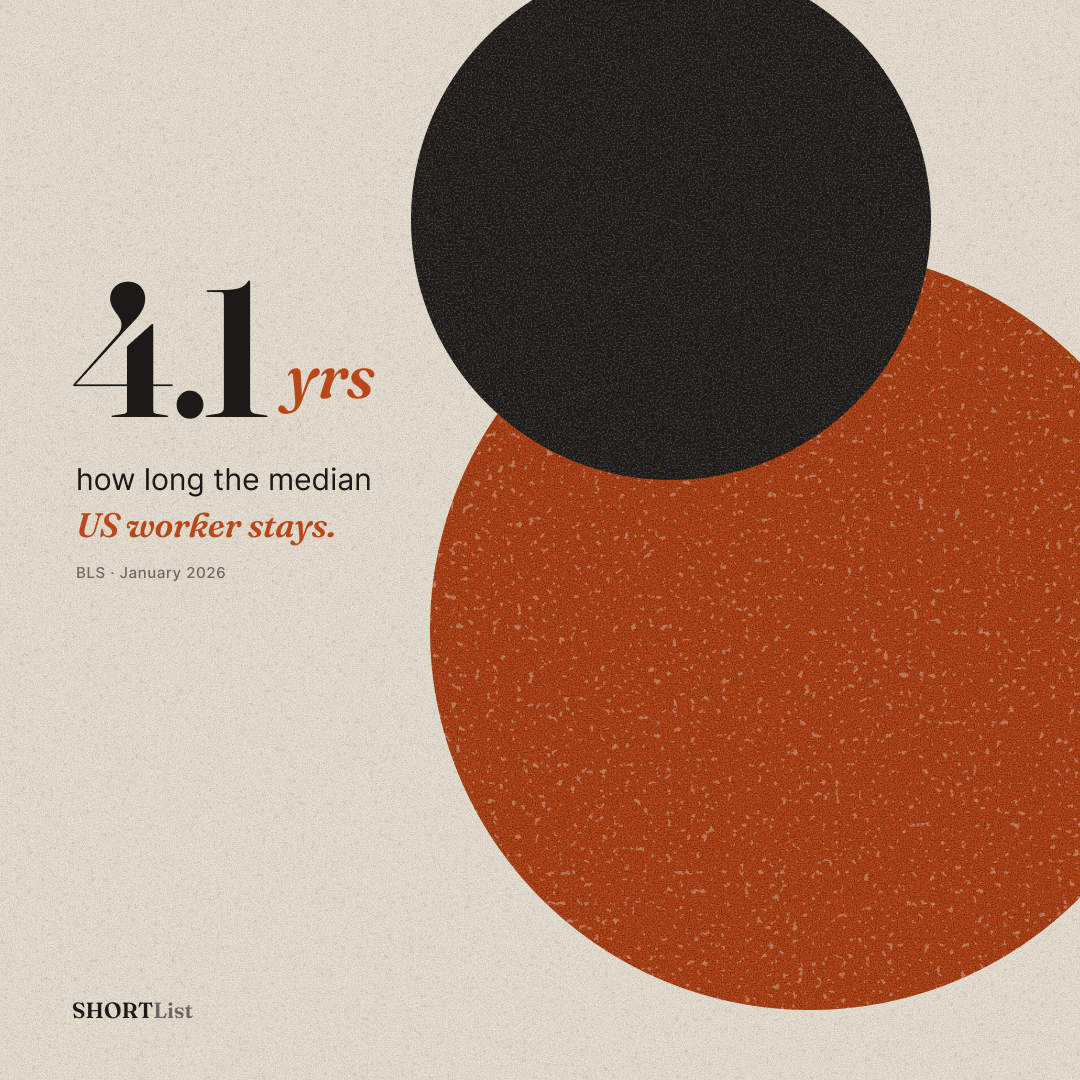 4.1 yrs
how long the median
US worker stays.
BLS · January 2026
SHORTList